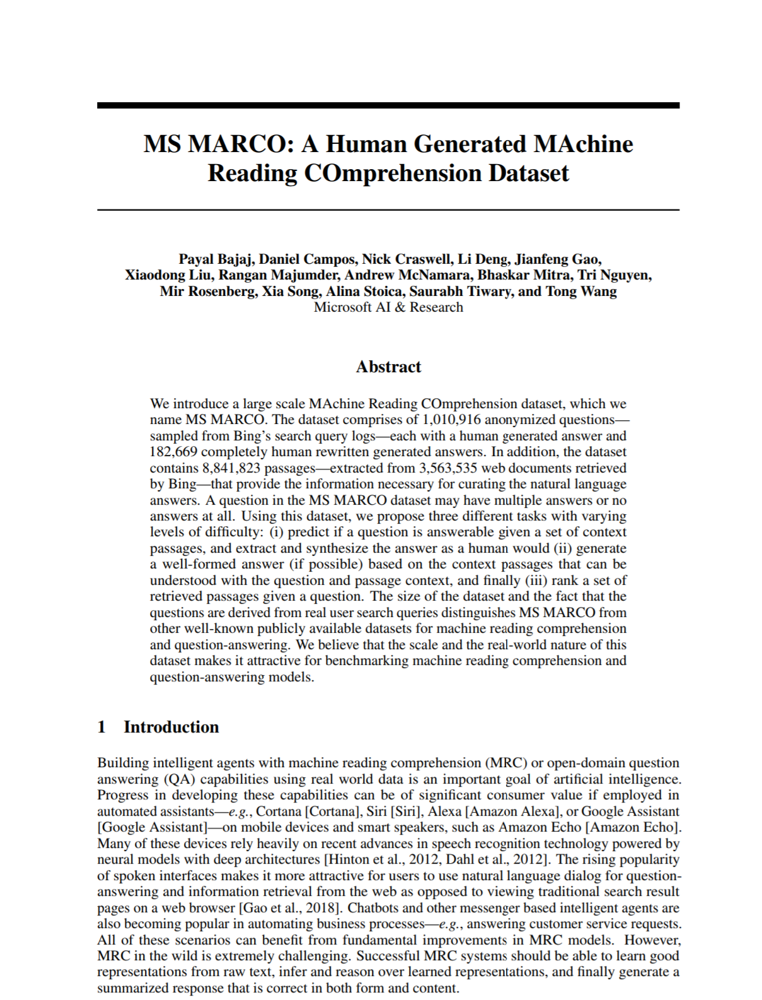 MS MARCO: A Human Generated MAchine
Reading COmprehension Dataset
Payal Bajaj, Daniel Campos, Nick Craswell, Li Deng, Jianfeng Gao,
Xiaodong Liu, Rangan Majumder, Andrew McNamara, Bhaskar Mitra, Tri Nguyen,
Mir Rosenberg, Xia Song, Alina Stoica, Saurabh Tiwary, and Tong Wang
Microsoft AI & Research
Abstract
We introduce a large scale MAchine Reading COmprehension dataset, which we
name MS MARCO. The dataset comprises of 1,010,916 anonymized questions—
sampled from Bing's search query logs—each with a human generated answer and
182,669 completely human rewritten generated answers. In addition, the dataset
contains 8,841,823 passages—extracted from 3,563,535 web documents retrieved
by Bing—that provide the information necessary for curating the natural language
answers. A question in the MS MARCO dataset may have multiple answers or no
answers at all. Using this dataset, we propose three different tasks with varying
levels of difficulty: (i) predict if a question is answerable given a set of context
passages, and extract and synthesize the answer as a human would (ii) generate
a well-formed answer (if possible) based on the context passages that can be
understood with the question and passage context, and finally (iii) rank a set of
retrieved passages given a question. The size of the dataset and the fact that the
questions are derived from real user search queries distinguishes MS MARCO from
other well-known publicly available datasets for machine reading comprehension
and question-answering. We believe that the scale and the real-world nature of this
dataset makes it attractive for benchmarking machine reading comprehension and
question-answering models.
1 Introduction
Building intelligent agents with machine reading comprehension (MRC) or open-domain question
answering (QA) capabilities using real world data is an important goal of artificial intelligence.
Progress in developing these capabilities can be of significant consumer value if employed in
automated assistants—e.g., Cortana [Cortana], Siri [Siri], Alexa [Amazon Alexa], or Google Assistant
[Google Assistant]—on mobile devices and smart speakers, such as Amazon Echo [Amazon Echo].
Many of these devices rely heavily on recent advances in speech recognition technology powered by
neural models with deep architectures [Hinton et al., 2012, Dahl et al., 2012]. The rising popularity
of spoken interfaces makes it more attractive for users to use natural language dialog for question-
answering and information retrieval from the web as opposed to viewing traditional search result
pages on a web browser [Gao et al., 2018]. Chatbots and other messenger based intelligent agents are
also becoming popular in automating business processes—e.g., answering customer service requests.
All of these scenarios can benefit from fundamental improvements in MRC models. However,
MRC in the wild is extremely challenging. Successful MRC systems should be able to learn good
representations from raw text, infer and reason over learned representations, and finally generate a
summarized response that is correct in both form and content.